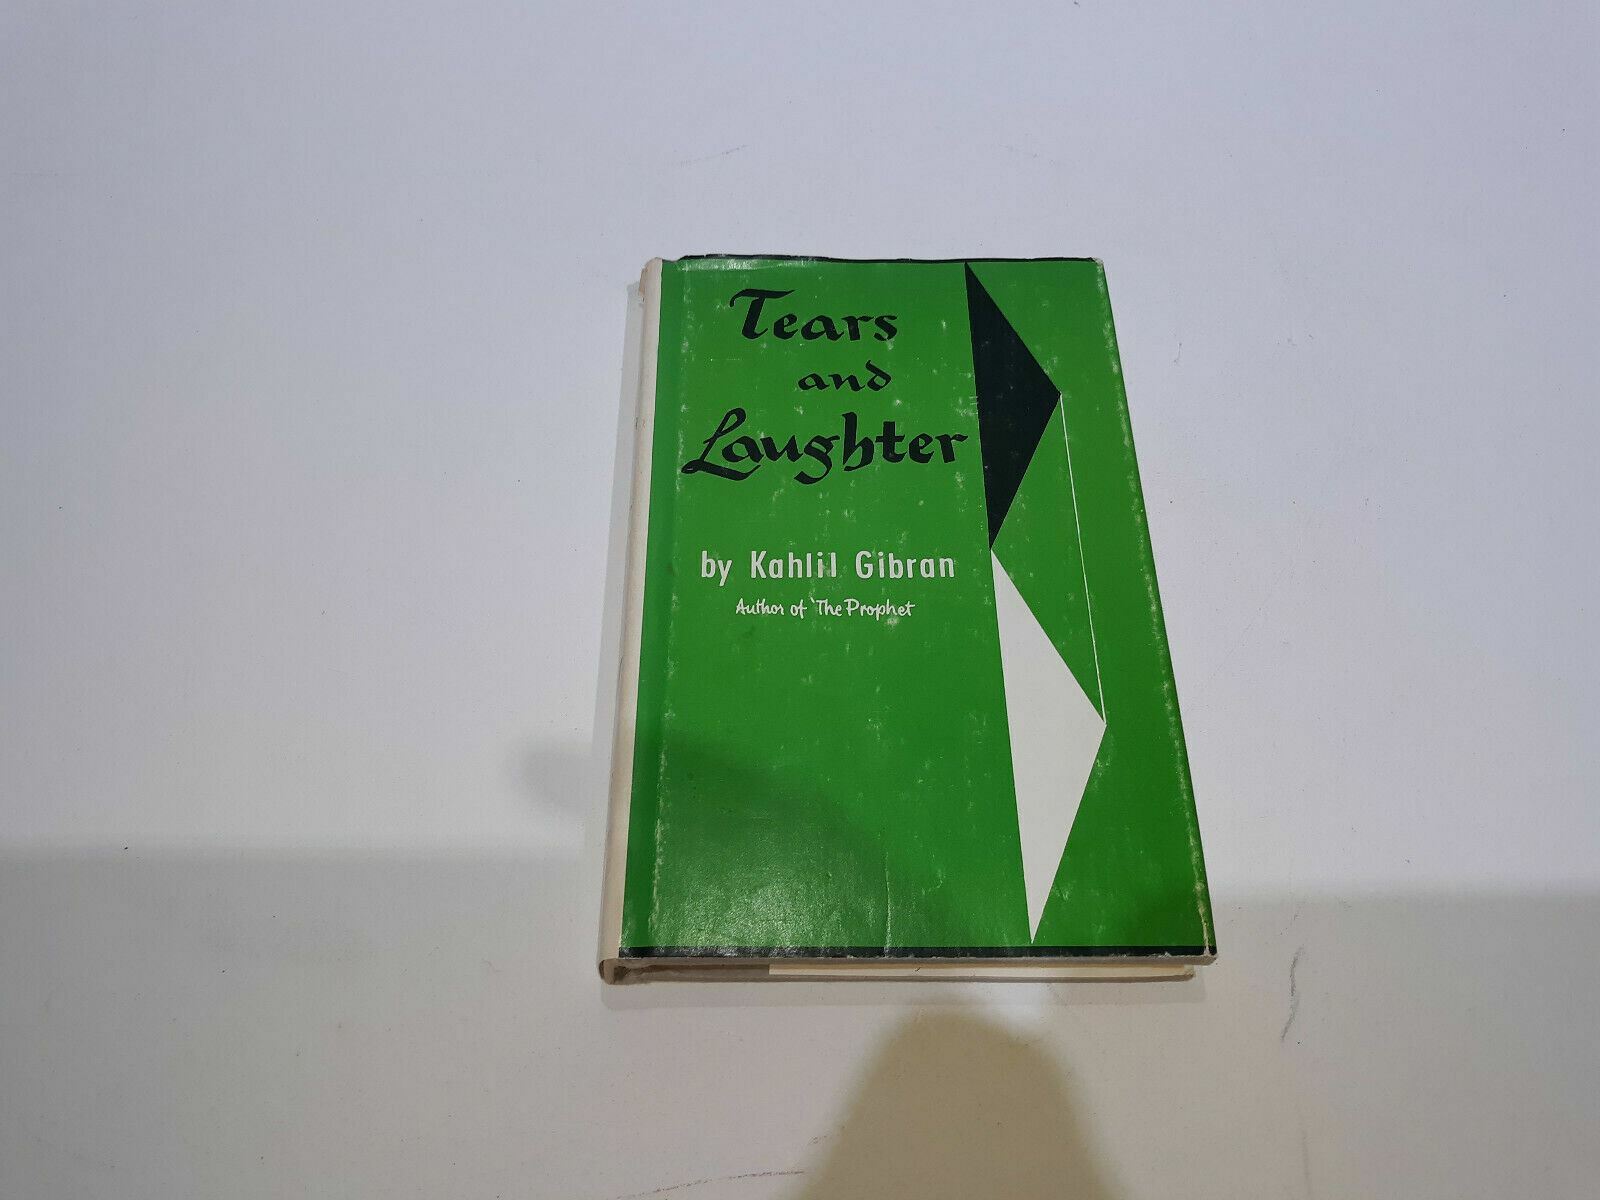 Tears
and
Laughter
by Kahlil Gibran
Author of 'The Prophet